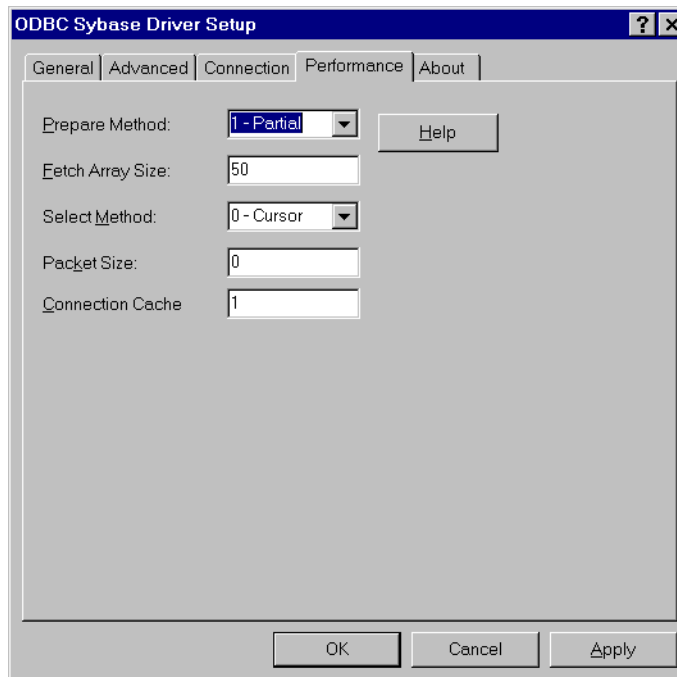 ODBC Sybase Driver Setup
General Advanced Connection Performance About
Prepare Method: 1 - Partial Help
Fetch Array Size: 50
Select Method: 0 - Cursor
Packet Size: 0
Connection Cache 1
OK Cancel Apply